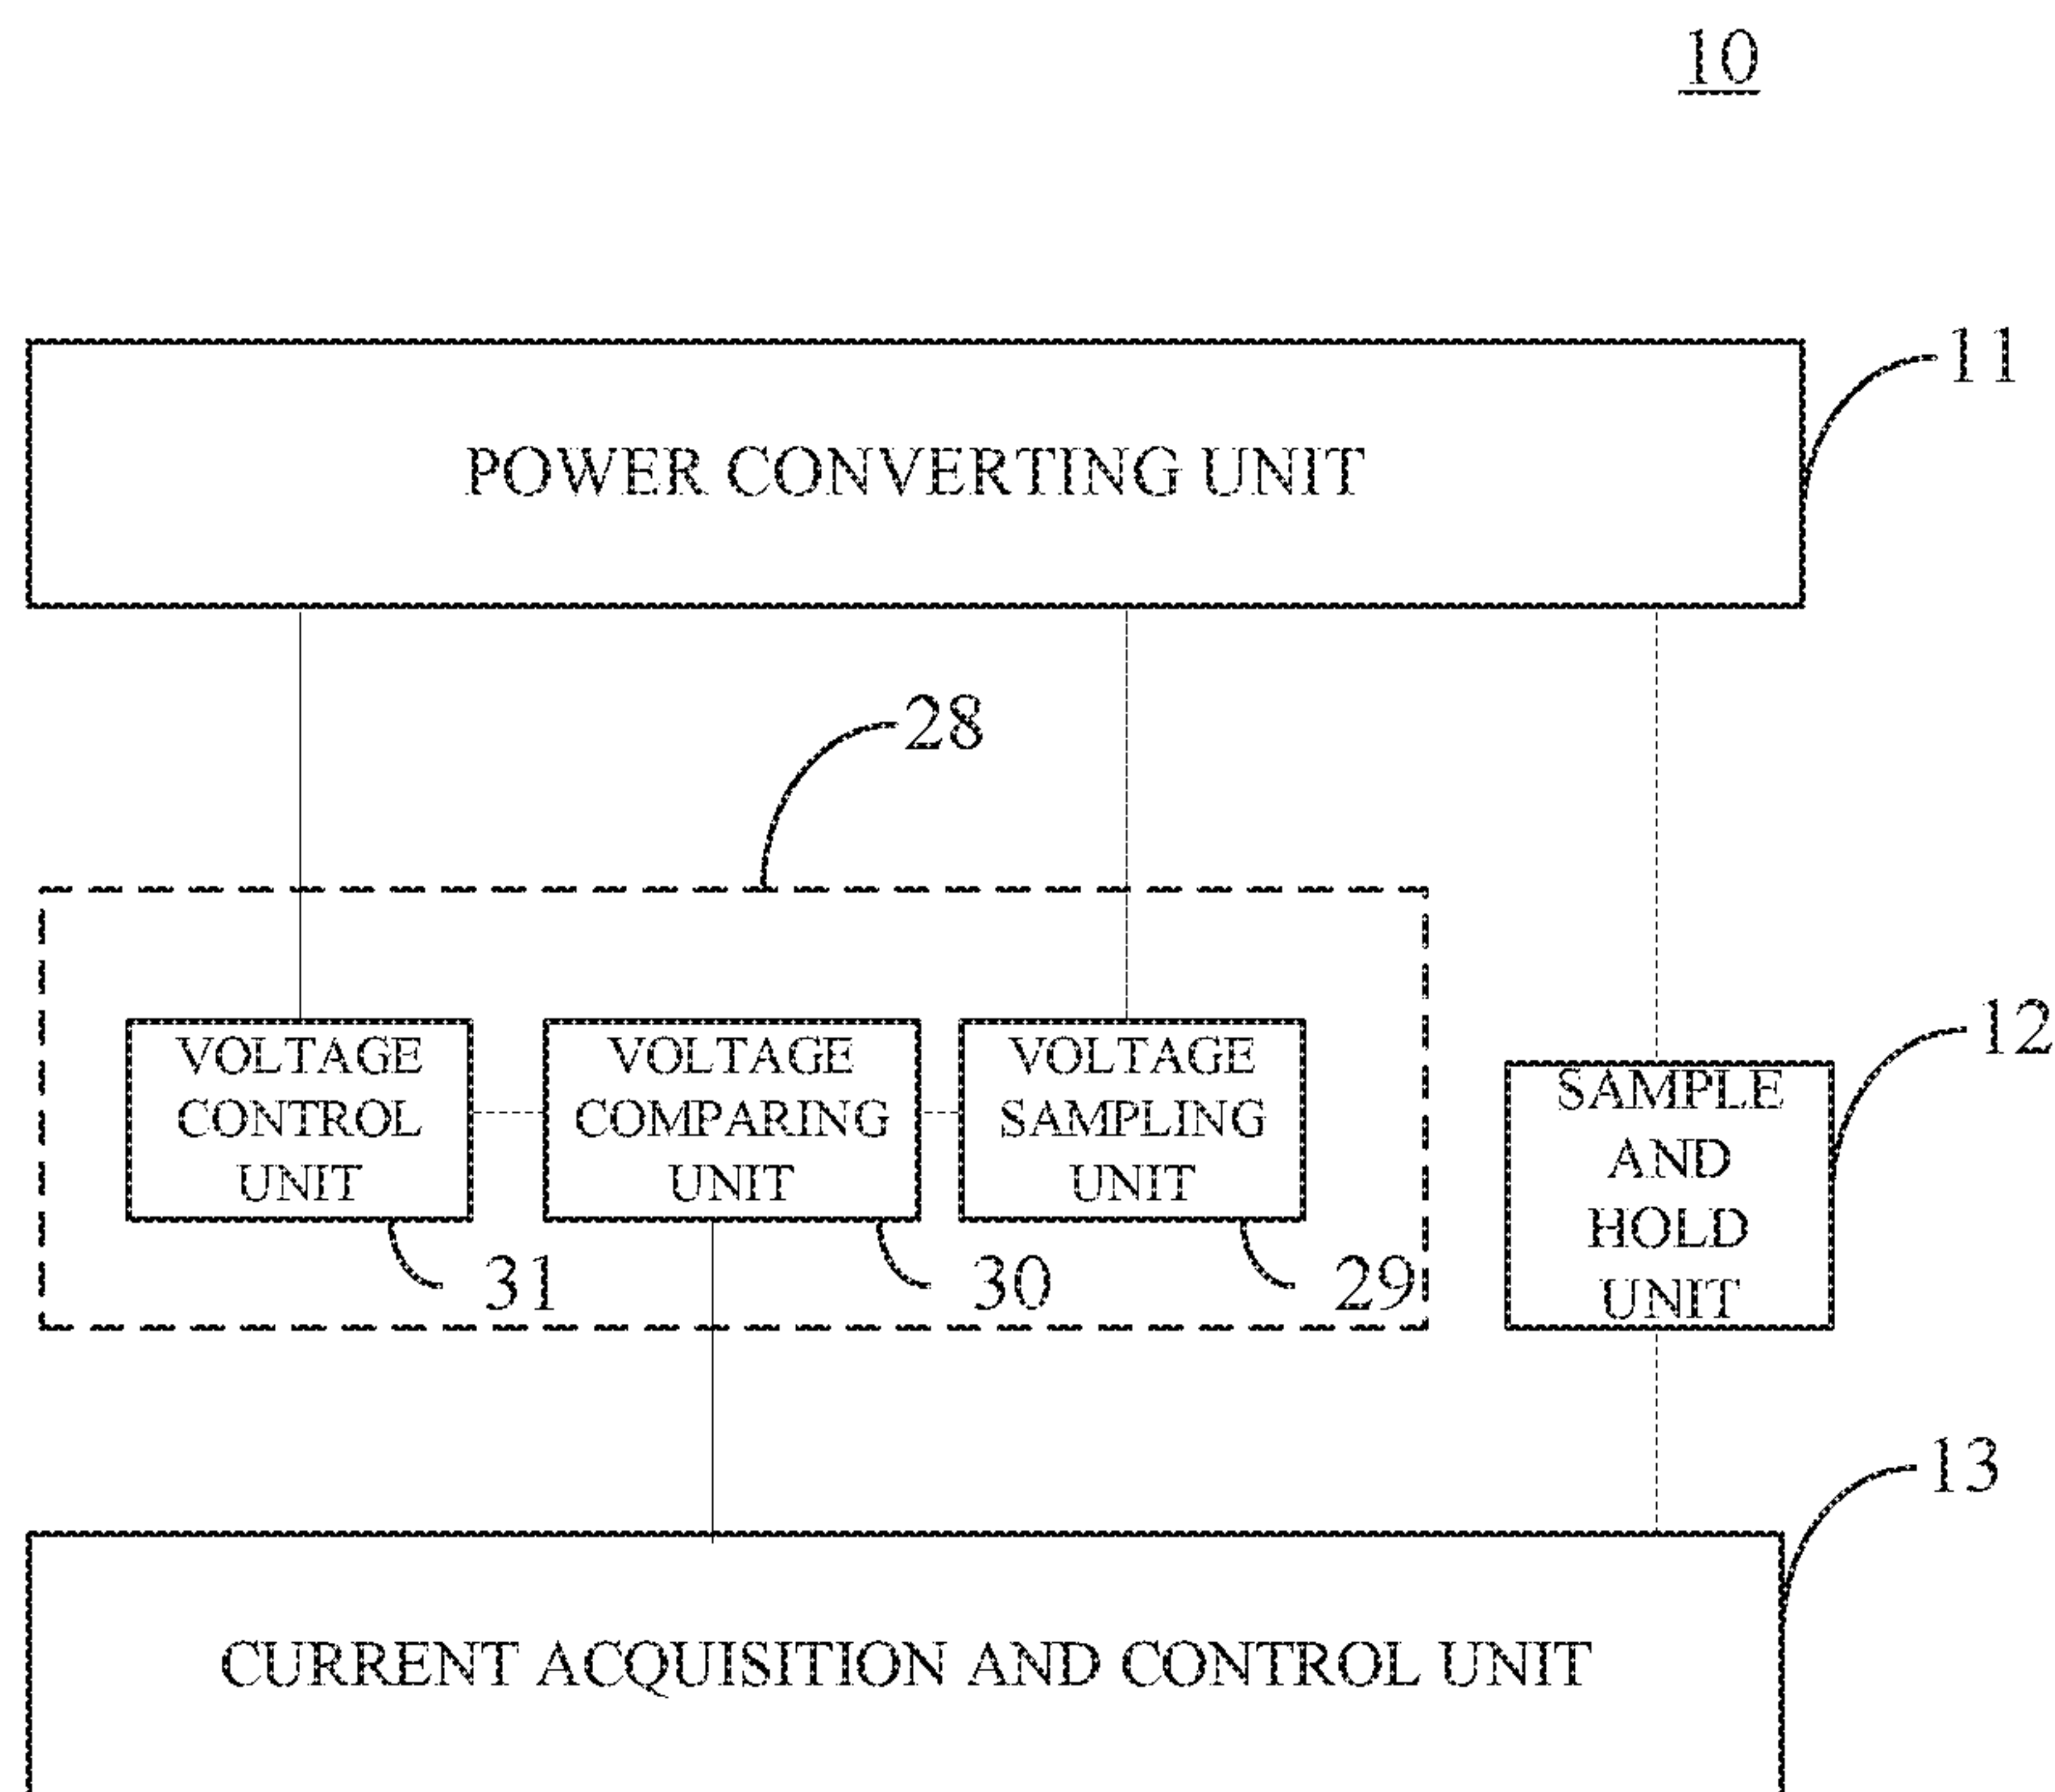 10
11
POWER CONVERTING UNIT
28
VOLTAGE
CONTROL
UNIT
VOLTAGE
COMPARING
UNIT
VOLTAGE
SAMPLING
UNIT
SAMPLE
AND
HOLD
UNIT
12
31
30
29
13
CURRENT ACQUISITION AND CONTROL UNIT